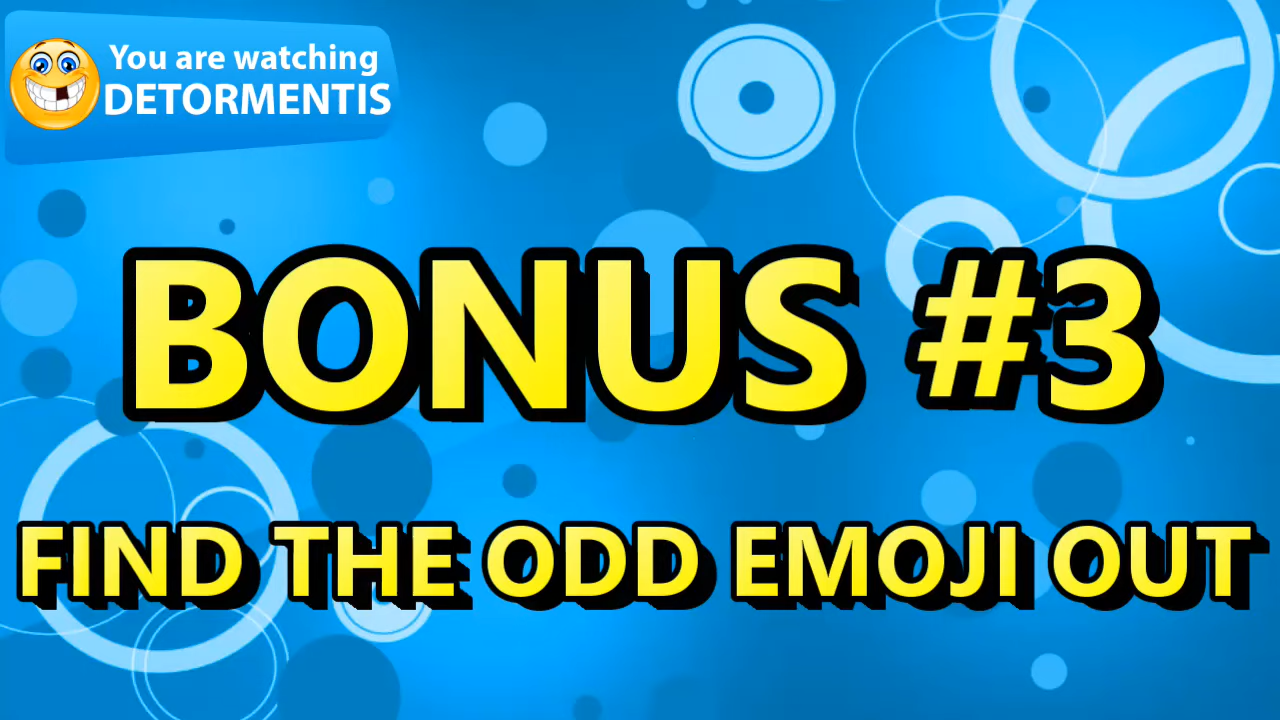 You are watching
DETORMENTIS
BONUS #3
FIND THE ODD EMOJI OUT